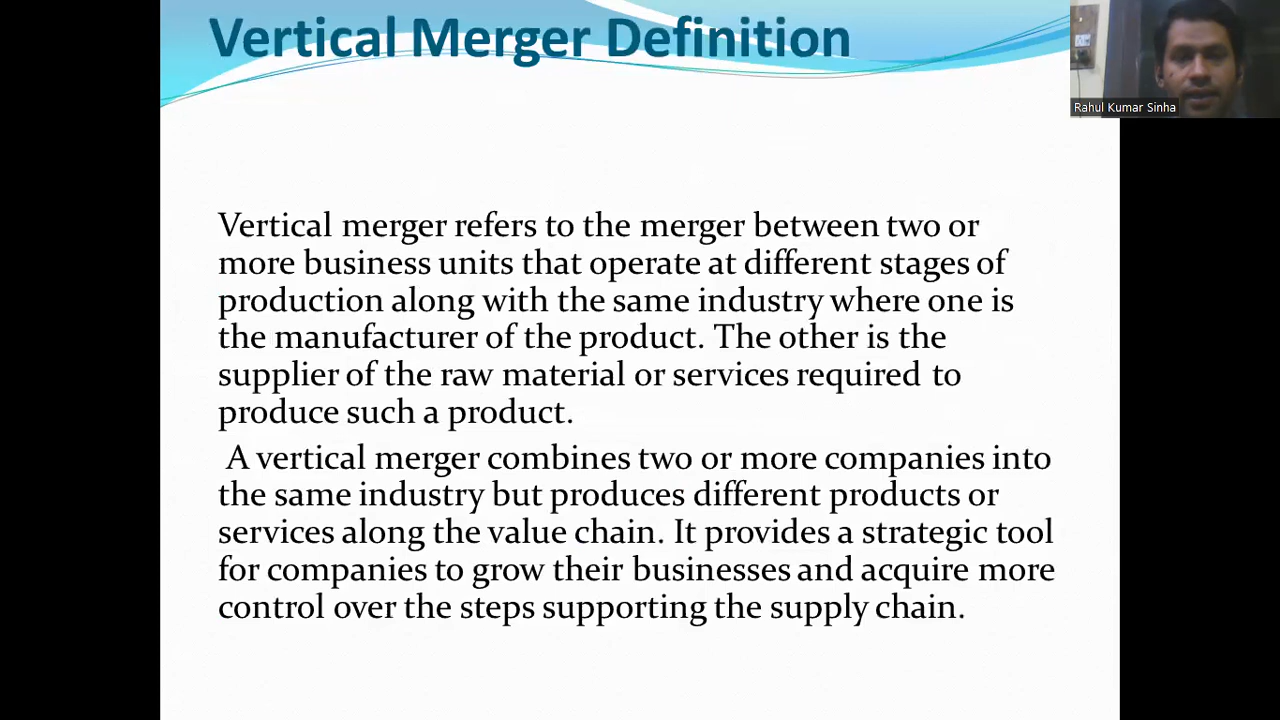 Vertical Merger Definition
Rahul Kumar Sinha
Vertical merger refers to the merger between two or
more business units that operate at different stages of
production along with the same industry where one is
the manufacturer of the product. The other is the
supplier of the raw material or services required to
produce such a product.
A vertical merger combines two or more companies into
the same industry but produces different products or
services along the value chain. It provides a strategic tool
for companies to grow their businesses and acquire more
control over the steps supporting the supply chain.